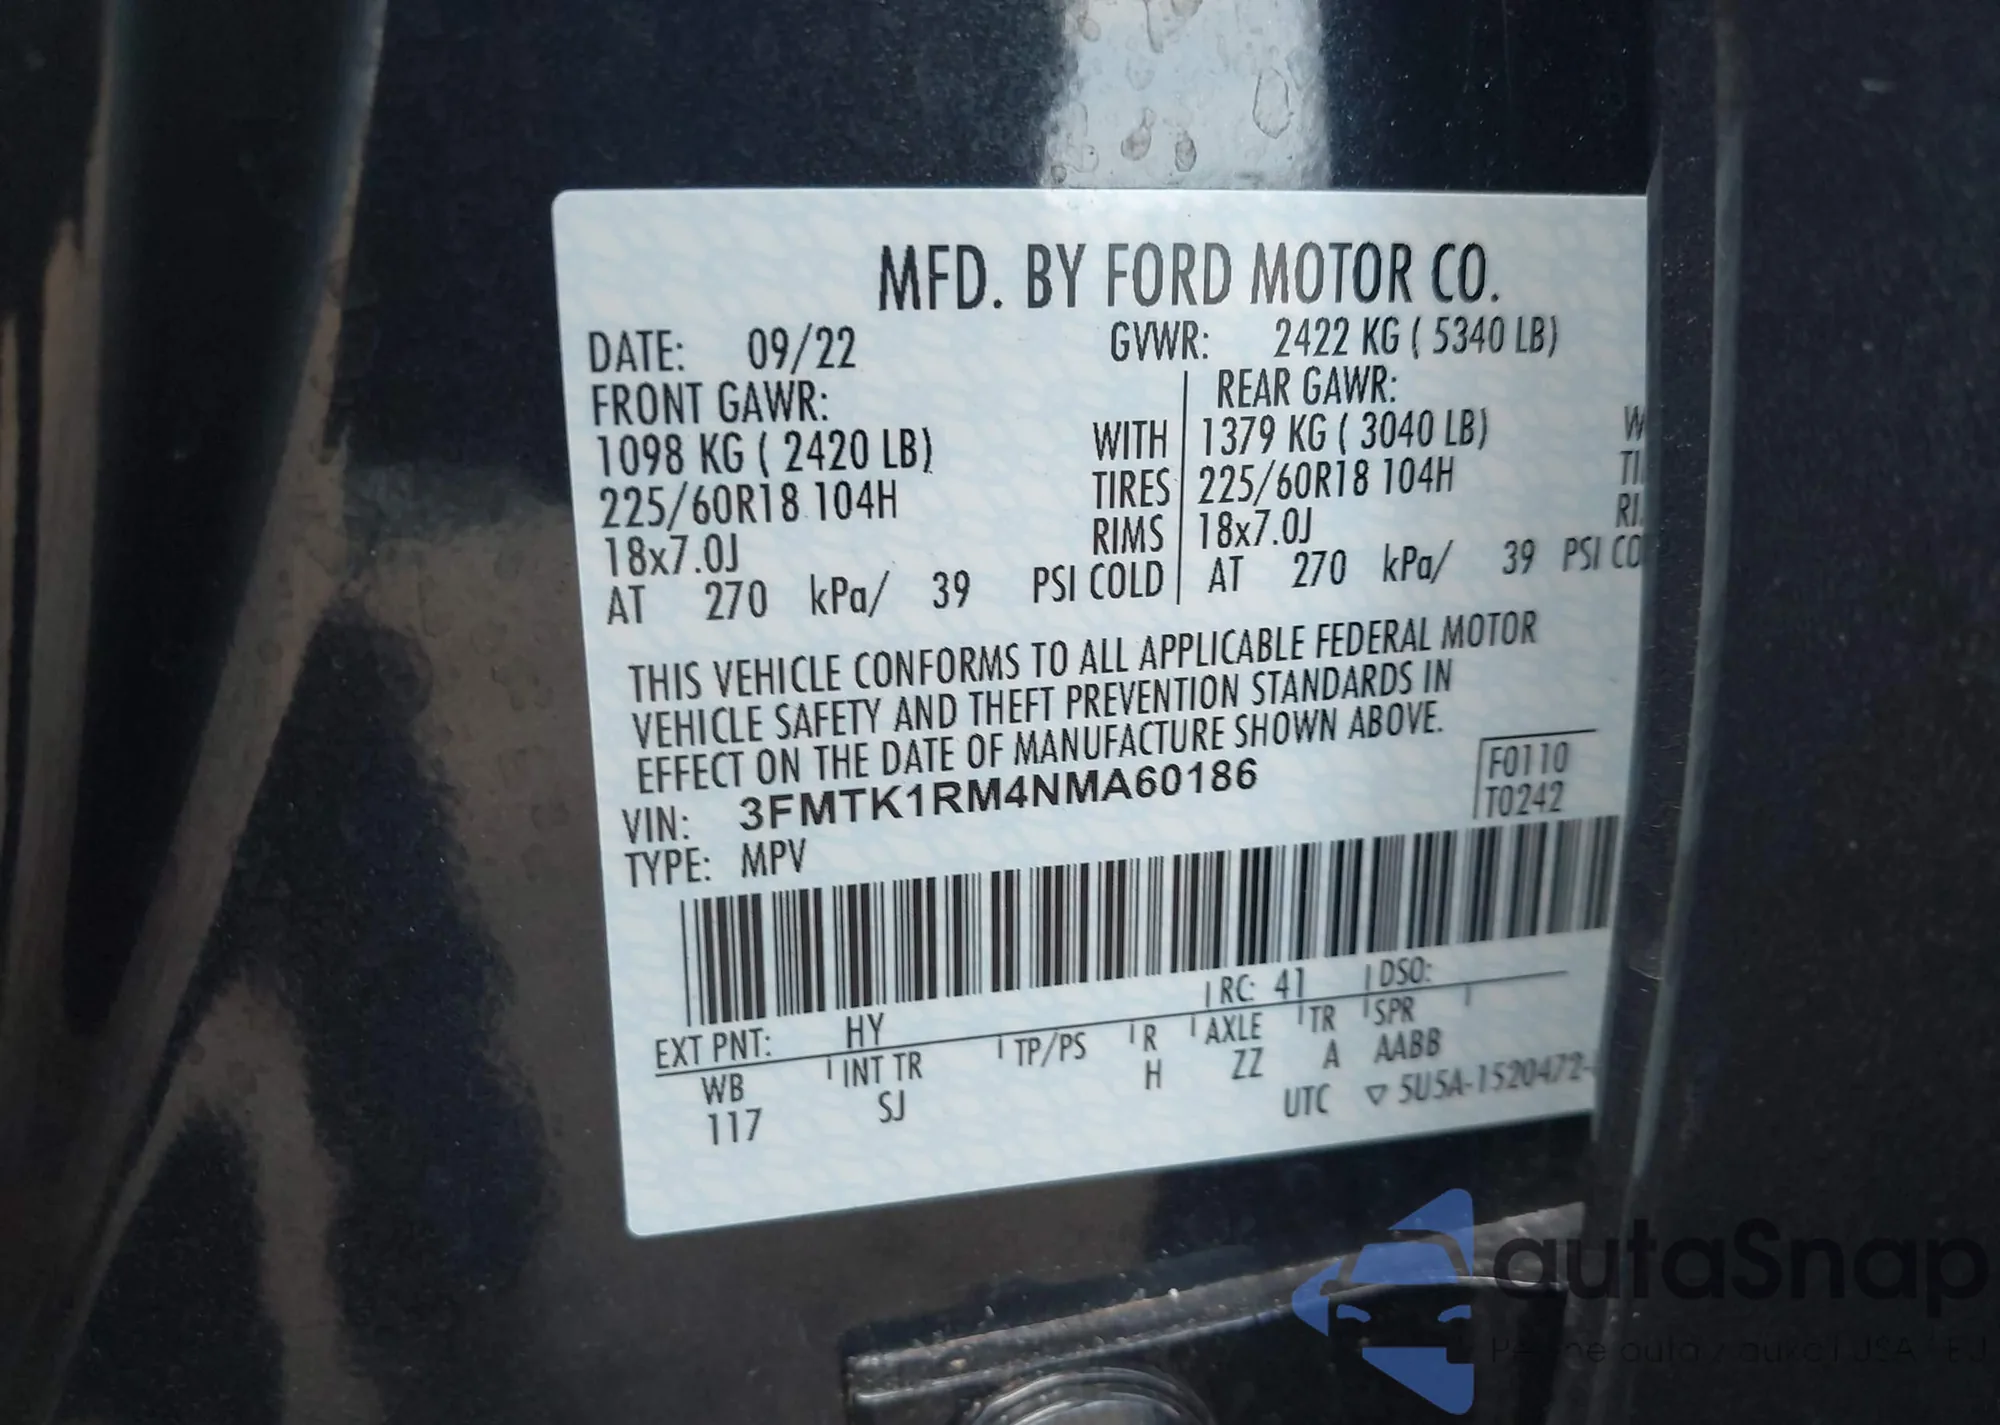 MFD. BY FORD MOTOR CO.
DATE: 09/22 GVWR: 2422 KG ( 5340 LB)
FRONT GAWR: REAR GAWR:
1098 KG ( 2420 LB) WITH 1379 KG ( 3040 LB)
225/60R18 104H TIRES 225/60R18 104H
18x7.0J RIMS 18x7.0J
AT 270 kPa/ 39 PSI COLD AT 270 kPa/ 39 PSI CO
THIS VEHICLE CONFORMS TO ALL APPLICABLE FEDERAL MOTOR
VEHICLE SAFETY AND THEFT PREVENTION STANDARDS IN
EFFECT ON THE DATE OF MANUFACTURE SHOWN ABOVE.
VIN: 3FMTK1RM4NMA60186
F0110
T0242
TYPE: MPV
EXT PNT: HY RC: 41 DSO:
WB INT TR TP/PS R AXLE TR SPR
117 SJ H ZZ A AABB
UTC ▽ 5U5A-1520472-
autaSnap